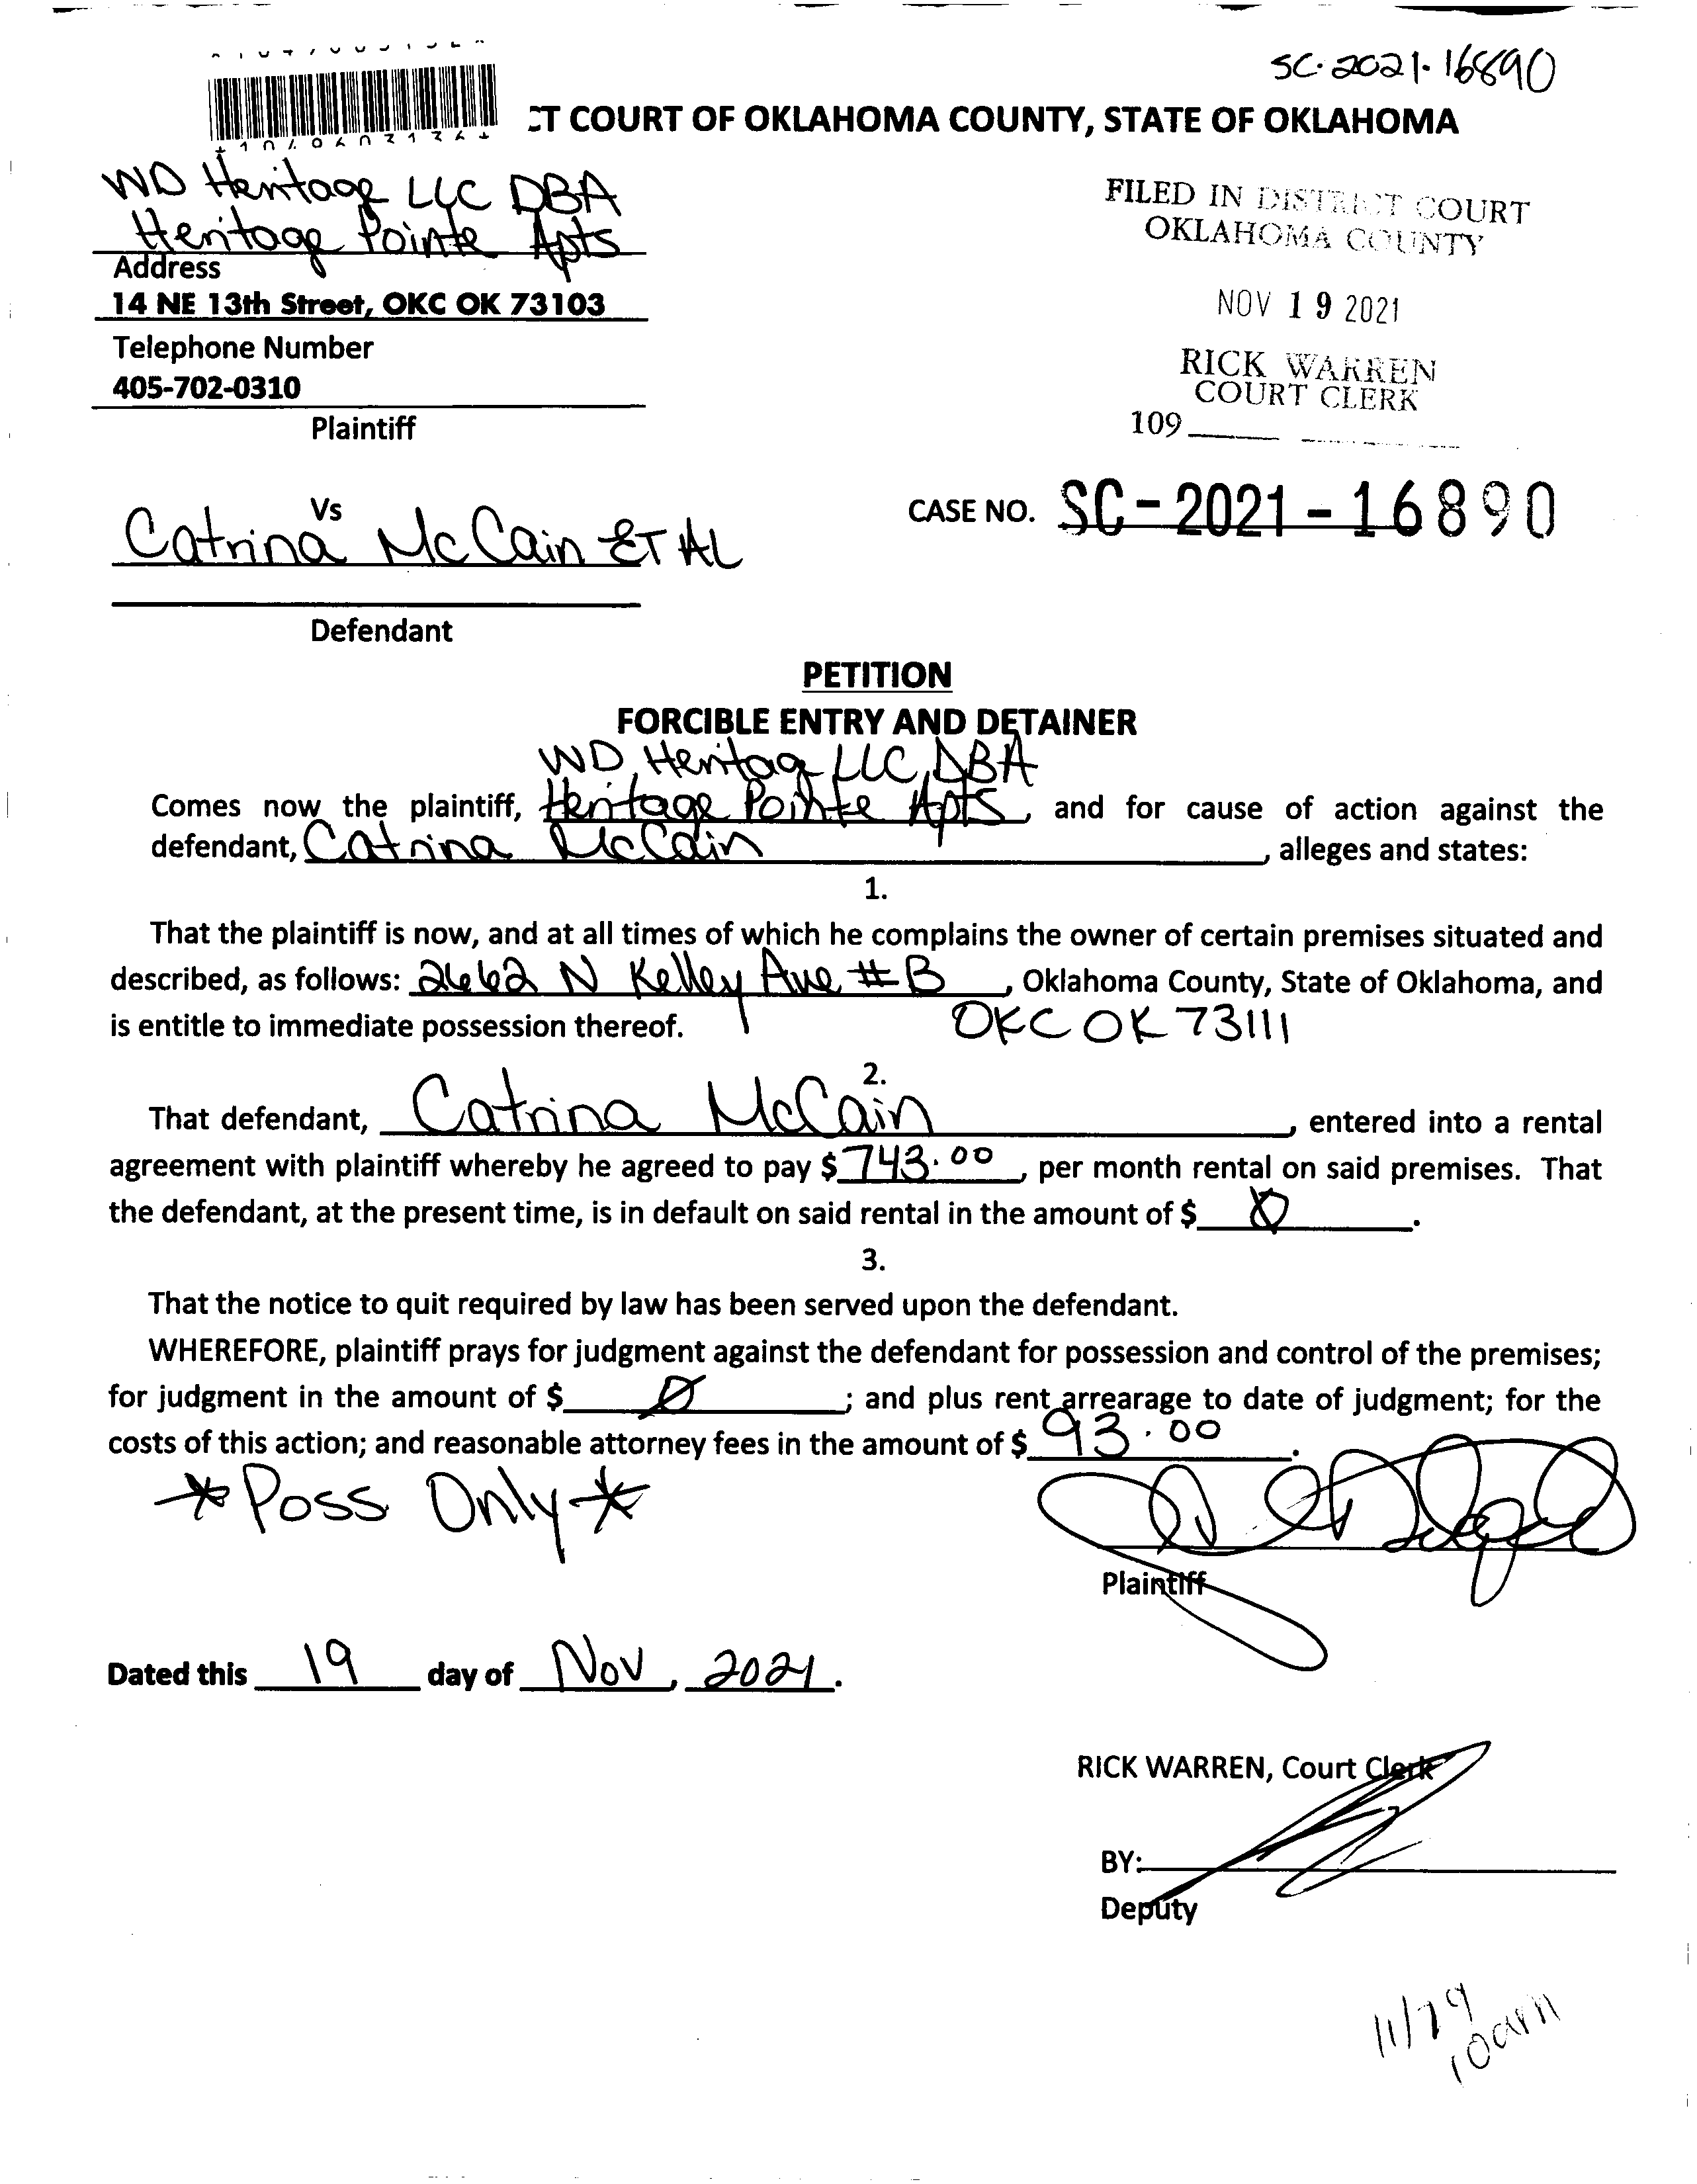 SC-2021-16890
CT COURT OF OKLAHOMA COUNTY, STATE OF OKLAHOMA
WD Heritage LLC DBA
Heritage Pointe Apts
Address
14 NE 13th Street, OKC OK 73103
Telephone Number
405-702-0310
Plaintiff
FILED IN DISTRICT COURT
OKLAHOMA COUNTY
NOV 19 2021
RICK WARREN
COURT CLERK
109
Vs
Catrina McCain ET AL
Defendant
CASE NO. SC-2021-16890
PETITION
FORCIBLE ENTRY AND DETAINER
WD Heritag LLC, DBA
Comes now the plaintiff, Heritage Pointe Apts, and for cause of action against the
defendant, Catrina McCain, alleges and states:
1.
That the plaintiff is now, and at all times of which he complains the owner of certain premises situated and
described, as follows: 2662 N Kelley Ave #B, Oklahoma County, State of Oklahoma, and
is entitle to immediate possession thereof. OKC OK 73111
2.
That defendant, Catrina McCain, entered into a rental
agreement with plaintiff whereby he agreed to pay $743.00, per month rental on said premises. That
the defendant, at the present time, is in default on said rental in the amount of $ 0.
3.
That the notice to quit required by law has been served upon the defendant.
WHEREFORE, plaintiff prays for judgment against the defendant for possession and control of the premises;
for judgment in the amount of $ 0; and plus rent arrearage to date of judgment; for the
costs of this action; and reasonable attorney fees in the amount of $ 93.00.
*Poss Only*
Plaintiff
Dated this 19 day of Nov, 2021.
RICK WARREN, Court Clerk
BY:
Deputy
10am